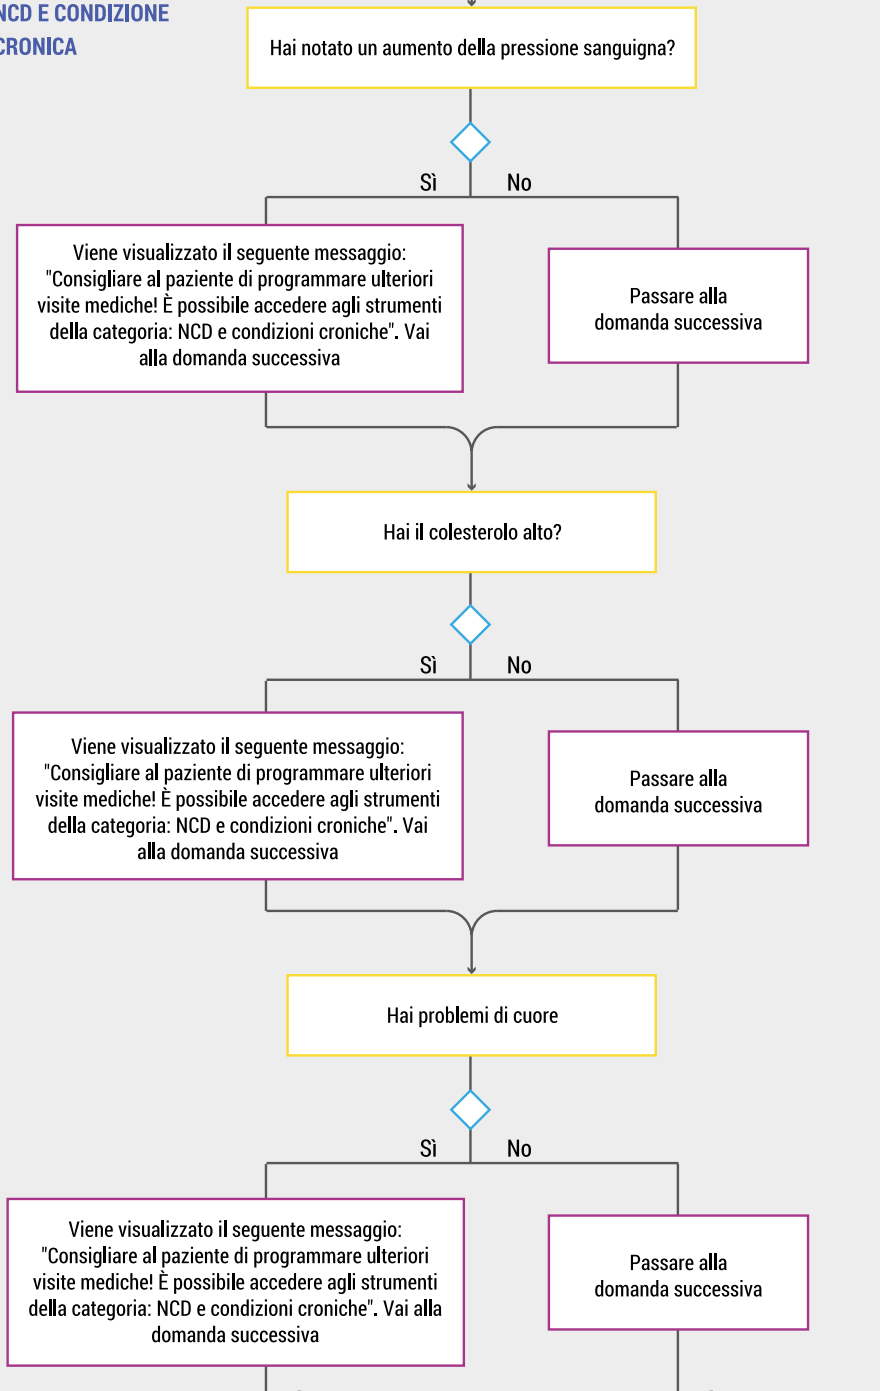 NCD E CONDIZIONE
CRONICA
Hai notato un aumento della pressione sanguigna?
Sì
No
Viene visualizzato il seguente messaggio:
"Consigliare al paziente di programmare ulteriori
visite mediche! È possibile accedere agli strumenti
della categoria: NCD e condizioni croniche". Vai
alla domanda successiva
Passare alla
domanda successiva
Hai il colesterolo alto?
Sì
No
Viene visualizzato il seguente messaggio:
"Consigliare al paziente di programmare ulteriori
visite mediche! È possibile accedere agli strumenti
della categoria: NCD e condizioni croniche". Vai
alla domanda successiva
Passare alla
domanda successiva
Hai problemi di cuore
Sì
No
Viene visualizzato il seguente messaggio:
"Consigliare al paziente di programmare ulteriori
visite mediche! È possibile accedere agli strumenti
della categoria: NCD e condizioni croniche". Vai alla
domanda successiva
Passare alla
domanda successiva